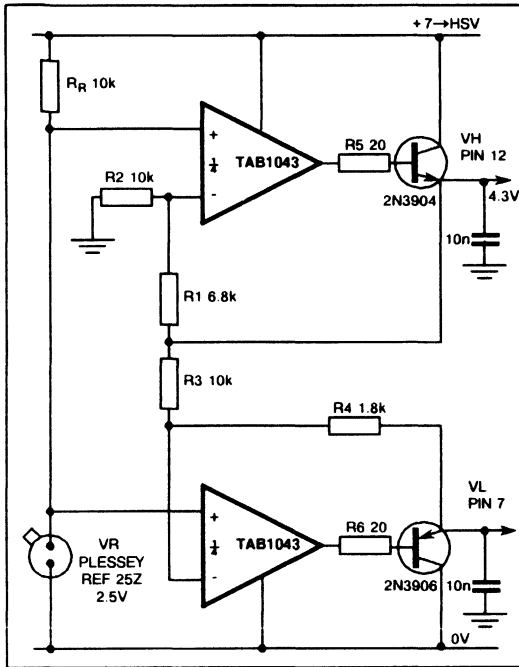 + 7→HSV
RR 10k
+
1/4
TAB1043
-
R5 20
VH
PIN 12
4.3V
2N3904
10n
R2 10k
R1 6.8k
R3 10k
R4 1.8k
VL
PIN 7
+
1/4
TAB1043
-
R6 20
2N3906
10n
VR
PLESSEY
REF 25Z
2.5V
0V